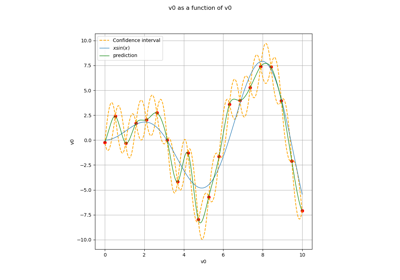 v0 as a function of v0
Confidence interval
xsin(x)
prediction
10.0
7.5
5.0
2.5
0.0
−2.5
−5.0
−7.5
−10.0
v0
0
2
4
6
8
10
v0